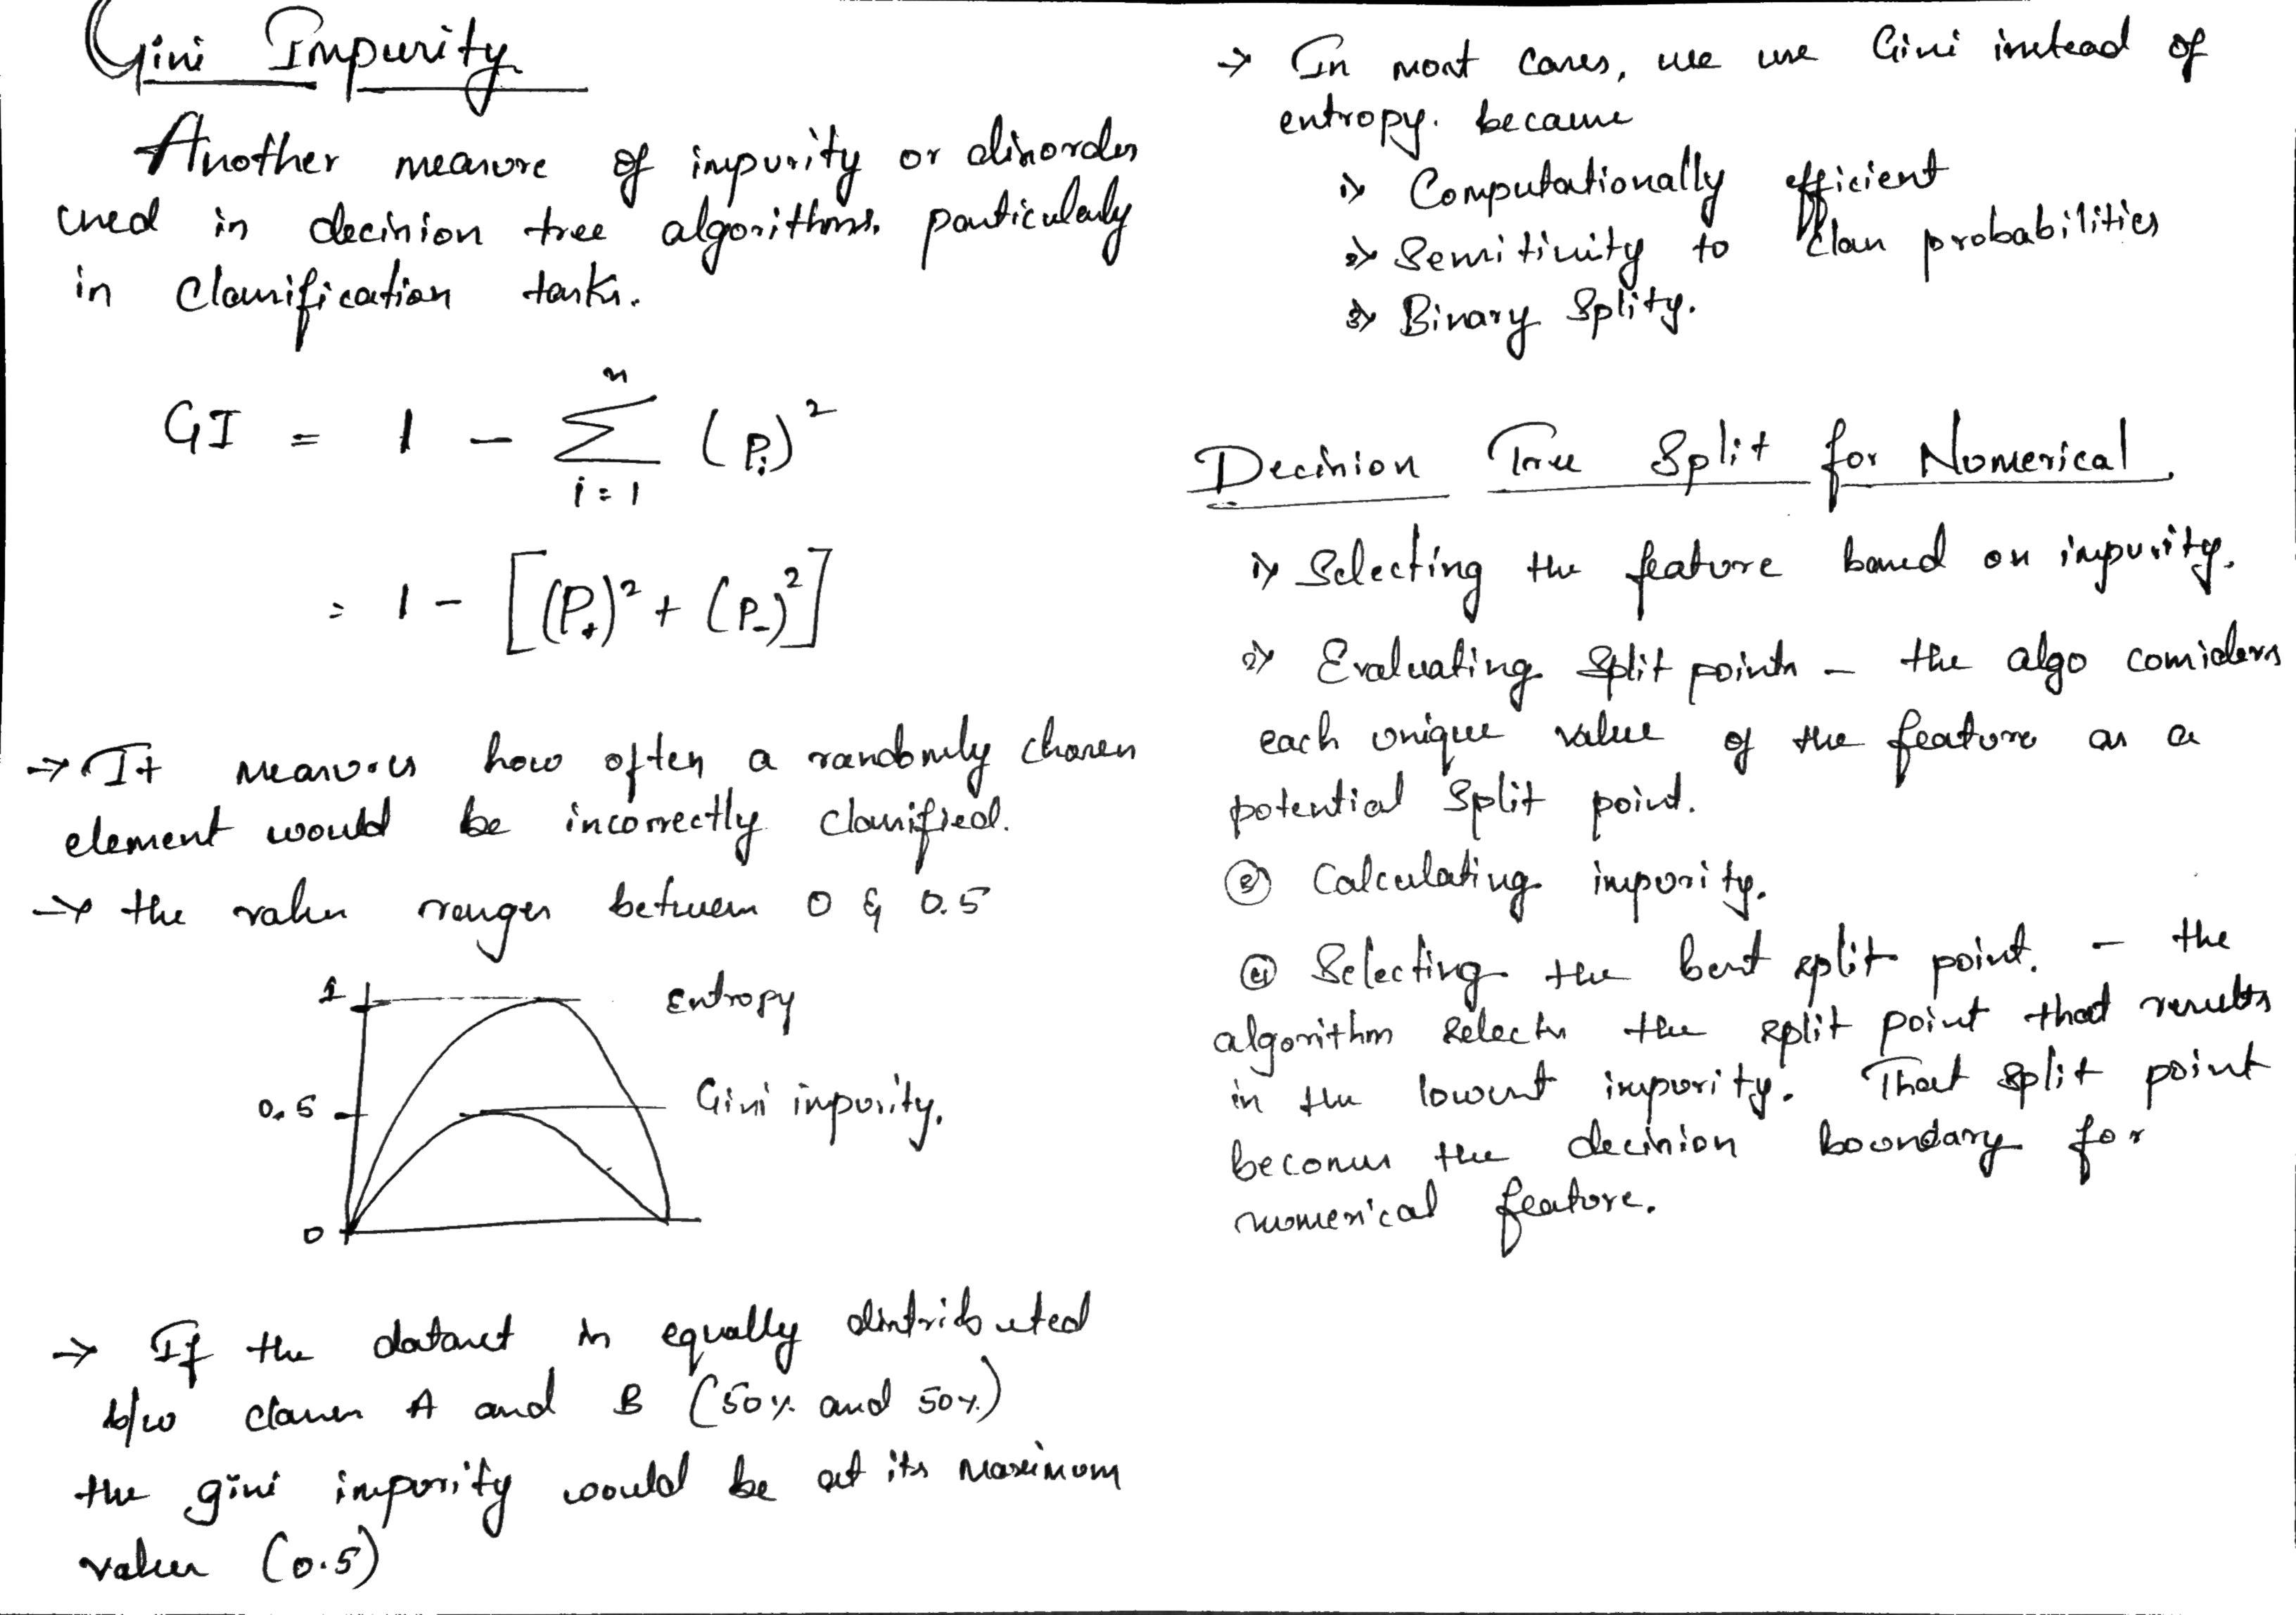 Gini Impurity
Another measure of impurity or disorder
used in decision tree algorithms. particularly
in classification tasks.
GI = 1 - n∑i=1 (Pi)²
= 1 - [(P+)² + (P-)²]
→ It measures how often a randomly chosen
element would be incorrectly classified.
→ the values ranges between 0 & 0.5
1 Entropy
0.5 Gini impurity.
0
→ If the dataset is equally distributed
b/w classes A and B (50% and 50%)
the gini impurity would be at its maximum
value (0.5)
→ In most cases, we use Gini instead of
entropy. because
1) Computationally efficient
2) Sensitivity to class probabilities
3) Binary Splity.
Decision Tree Split for Numerical
1) Selecting the feature based on impurity.
2) Evaluating split points - the algo considers
each unique value of the feature as a
potential split point.
③ Calculating impurity.
④ Selecting the best split point. - the
algorithm selects the split point that results
in the lowest impurity. That split point
becomes the decision boundary for
numerical feature.